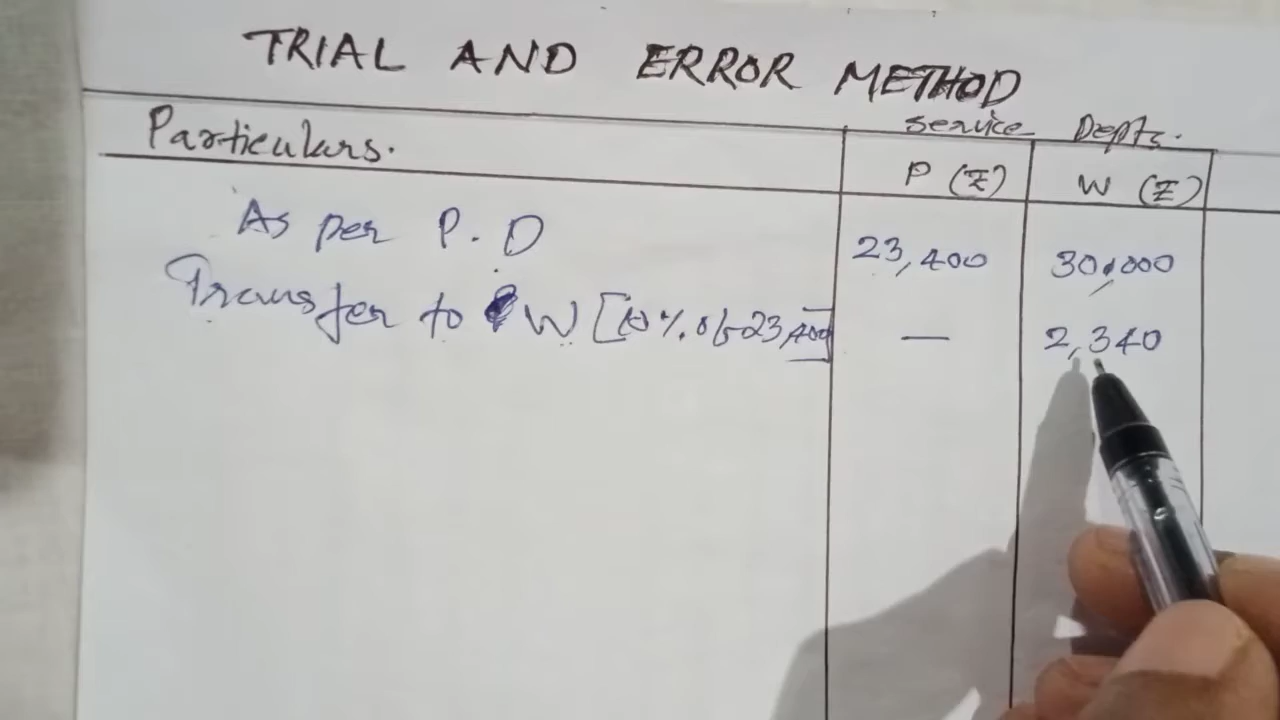 TRIAL AND ERROR METHOD
Particulars. Service Depts.
P (₹) W (₹)
As per P.D 23,400 30,000
Transfer to W [10% of 23,400] — 2,340